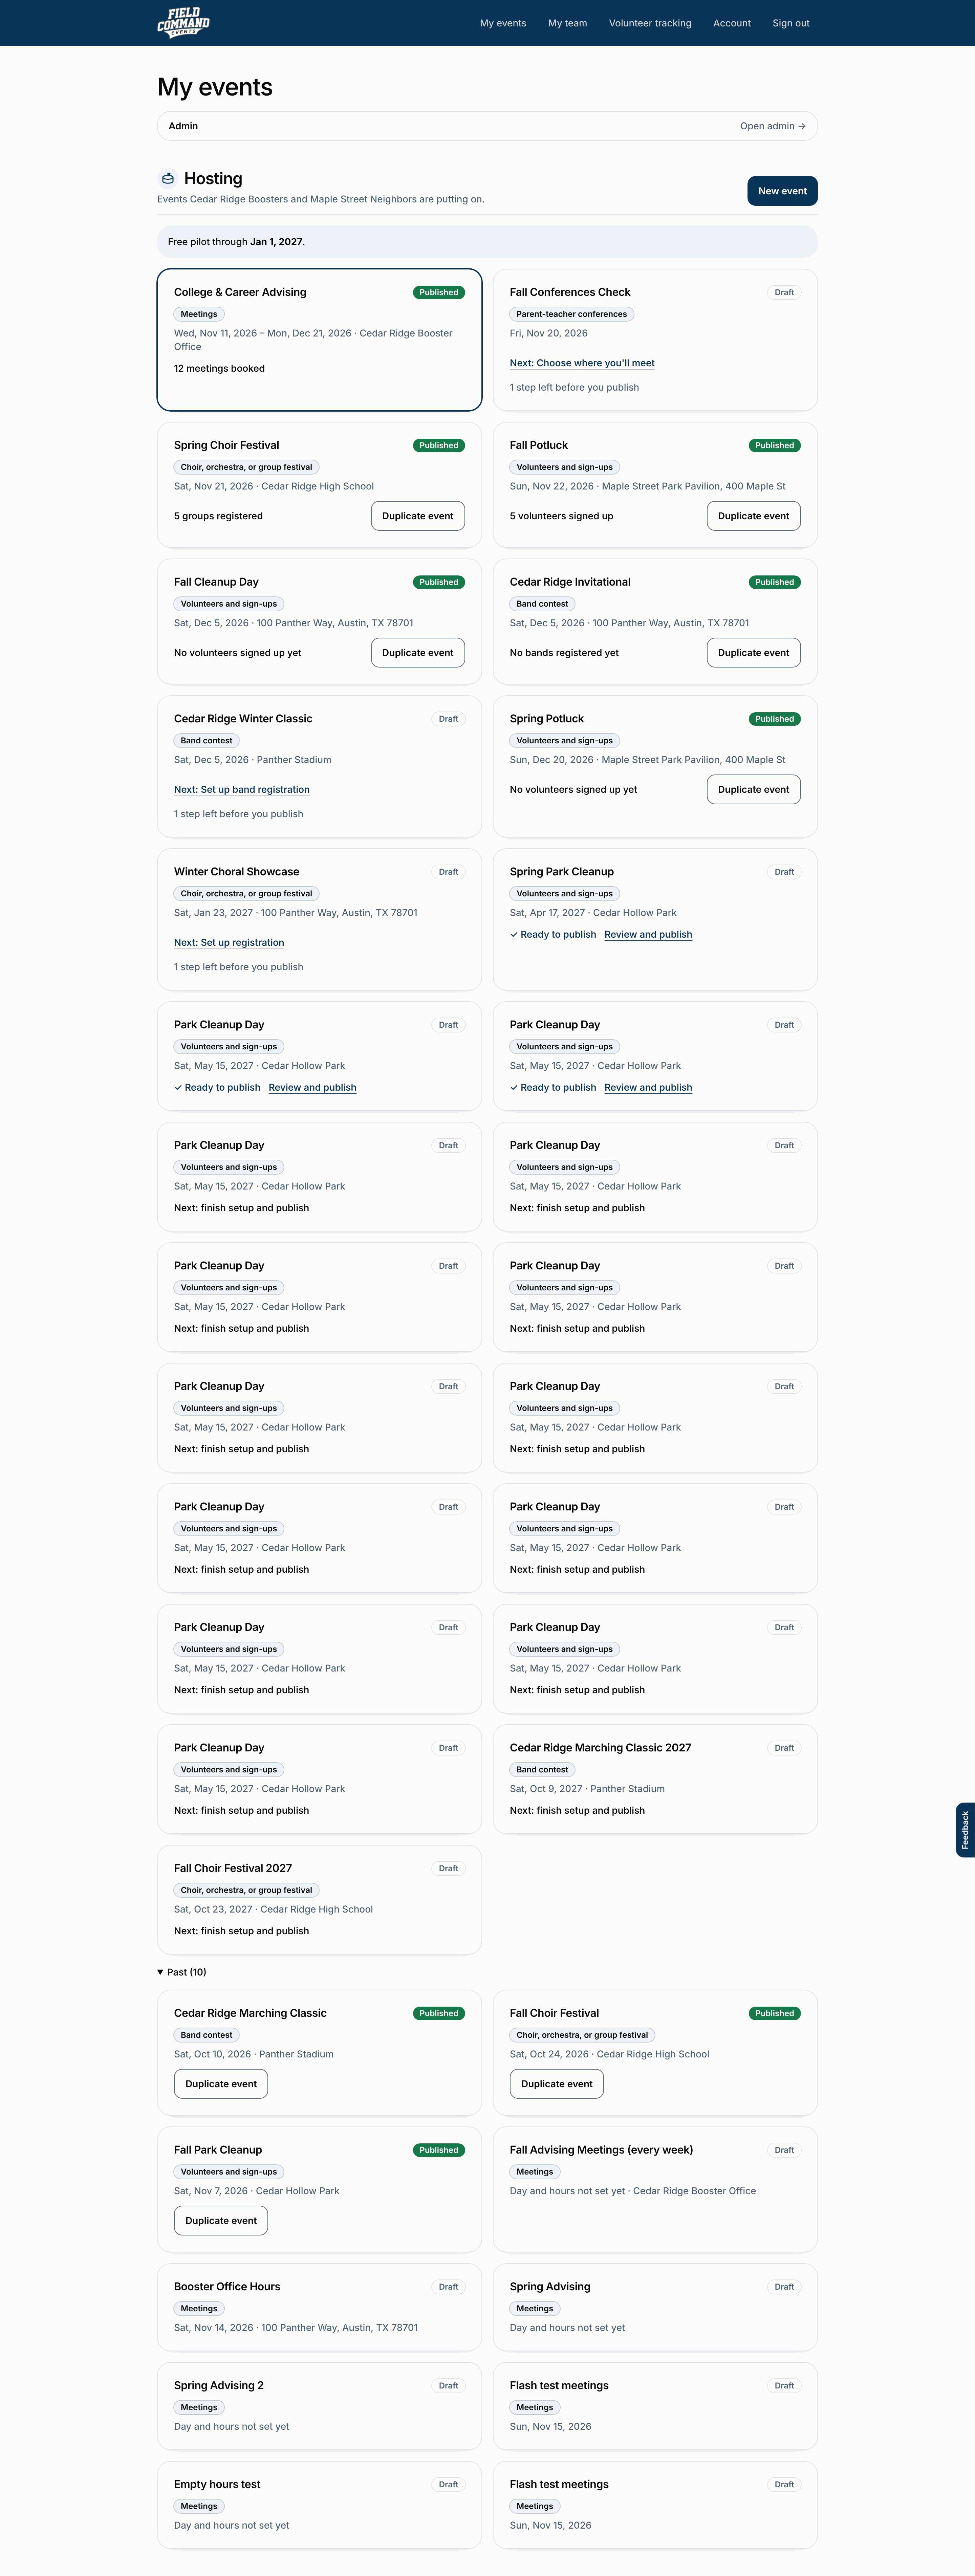 FIELD
COMMAND
EVENTS
My events
My team
Volunteer tracking
Account
Sign out
My events
Admin
Open admin →
Hosting
Events Cedar Ridge Boosters and Maple Street Neighbors are putting on.
New event
Free pilot through Jan 1, 2027.
College & Career Advising
Published
Meetings
Wed, Nov 11, 2026 – Mon, Dec 21, 2026 · Cedar Ridge Booster
Office
12 meetings booked
Fall Conferences Check
Draft
Parent-teacher conferences
Fri, Nov 20, 2026
Next: Choose where you'll meet
1 step left before you publish
Spring Choir Festival
Published
Choir, orchestra, or group festival
Sat, Nov 21, 2026 · Cedar Ridge High School
5 groups registered
Duplicate event
Fall Potluck
Published
Volunteers and sign-ups
Sun, Nov 22, 2026 · Maple Street Park Pavilion, 400 Maple St
5 volunteers signed up
Duplicate event
Fall Cleanup Day
Published
Volunteers and sign-ups
Sat, Dec 5, 2026 · 100 Panther Way, Austin, TX 78701
No volunteers signed up yet
Duplicate event
Cedar Ridge Invitational
Published
Band contest
Sat, Dec 5, 2026 · 100 Panther Way, Austin, TX 78701
No bands registered yet
Duplicate event
Cedar Ridge Winter Classic
Draft
Band contest
Sat, Dec 5, 2026 · Panther Stadium
Next: Set up band registration
1 step left before you publish
Spring Potluck
Published
Volunteers and sign-ups
Sun, Dec 20, 2026 · Maple Street Park Pavilion, 400 Maple St
No volunteers signed up yet
Duplicate event
Winter Choral Showcase
Draft
Choir, orchestra, or group festival
Sat, Jan 23, 2027 · 100 Panther Way, Austin, TX 78701
Next: Set up registration
1 step left before you publish
Spring Park Cleanup
Draft
Volunteers and sign-ups
Sat, Apr 17, 2027 · Cedar Hollow Park
✓ Ready to publish Review and publish
Park Cleanup Day
Draft
Volunteers and sign-ups
Sat, May 15, 2027 · Cedar Hollow Park
✓ Ready to publish Review and publish
Park Cleanup Day
Draft
Volunteers and sign-ups
Sat, May 15, 2027 · Cedar Hollow Park
✓ Ready to publish Review and publish
Park Cleanup Day
Draft
Volunteers and sign-ups
Sat, May 15, 2027 · Cedar Hollow Park
Next: finish setup and publish
Park Cleanup Day
Draft
Volunteers and sign-ups
Sat, May 15, 2027 · Cedar Hollow Park
Next: finish setup and publish
Park Cleanup Day
Draft
Volunteers and sign-ups
Sat, May 15, 2027 · Cedar Hollow Park
Next: finish setup and publish
Park Cleanup Day
Draft
Volunteers and sign-ups
Sat, May 15, 2027 · Cedar Hollow Park
Next: finish setup and publish
Park Cleanup Day
Draft
Volunteers and sign-ups
Sat, May 15, 2027 · Cedar Hollow Park
Next: finish setup and publish
Park Cleanup Day
Draft
Volunteers and sign-ups
Sat, May 15, 2027 · Cedar Hollow Park
Next: finish setup and publish
Park Cleanup Day
Draft
Volunteers and sign-ups
Sat, May 15, 2027 · Cedar Hollow Park
Next: finish setup and publish
Park Cleanup Day
Draft
Volunteers and sign-ups
Sat, May 15, 2027 · Cedar Hollow Park
Next: finish setup and publish
Park Cleanup Day
Draft
Volunteers and sign-ups
Sat, May 15, 2027 · Cedar Hollow Park
Next: finish setup and publish
Park Cleanup Day
Draft
Volunteers and sign-ups
Sat, May 15, 2027 · Cedar Hollow Park
Next: finish setup and publish
Park Cleanup Day
Draft
Volunteers and sign-ups
Sat, May 15, 2027 · Cedar Hollow Park
Next: finish setup and publish
Cedar Ridge Marching Classic 2027
Draft
Band contest
Sat, Oct 9, 2027 · Panther Stadium
Next: finish setup and publish
Feedback
Fall Choir Festival 2027
Draft
Choir, orchestra, or group festival
Sat, Oct 23, 2027 · Cedar Ridge High School
Next: finish setup and publish
▼ Past (10)
Cedar Ridge Marching Classic
Published
Band contest
Sat, Oct 10, 2026 · Panther Stadium
Duplicate event
Fall Choir Festival
Published
Choir, orchestra, or group festival
Sat, Oct 24, 2026 · Cedar Ridge High School
Duplicate event
Fall Park Cleanup
Published
Volunteers and sign-ups
Sat, Nov 7, 2026 · Cedar Hollow Park
Duplicate event
Fall Advising Meetings (every week)
Draft
Meetings
Day and hours not set yet · Cedar Ridge Booster Office
Booster Office Hours
Draft
Meetings
Sat, Nov 14, 2026 · 100 Panther Way, Austin, TX 78701
Spring Advising
Draft
Meetings
Day and hours not set yet
Spring Advising 2
Draft
Meetings
Day and hours not set yet
Flash test meetings
Draft
Meetings
Sun, Nov 15, 2026
Empty hours test
Draft
Meetings
Day and hours not set yet
Flash test meetings
Draft
Meetings
Sun, Nov 15, 2026